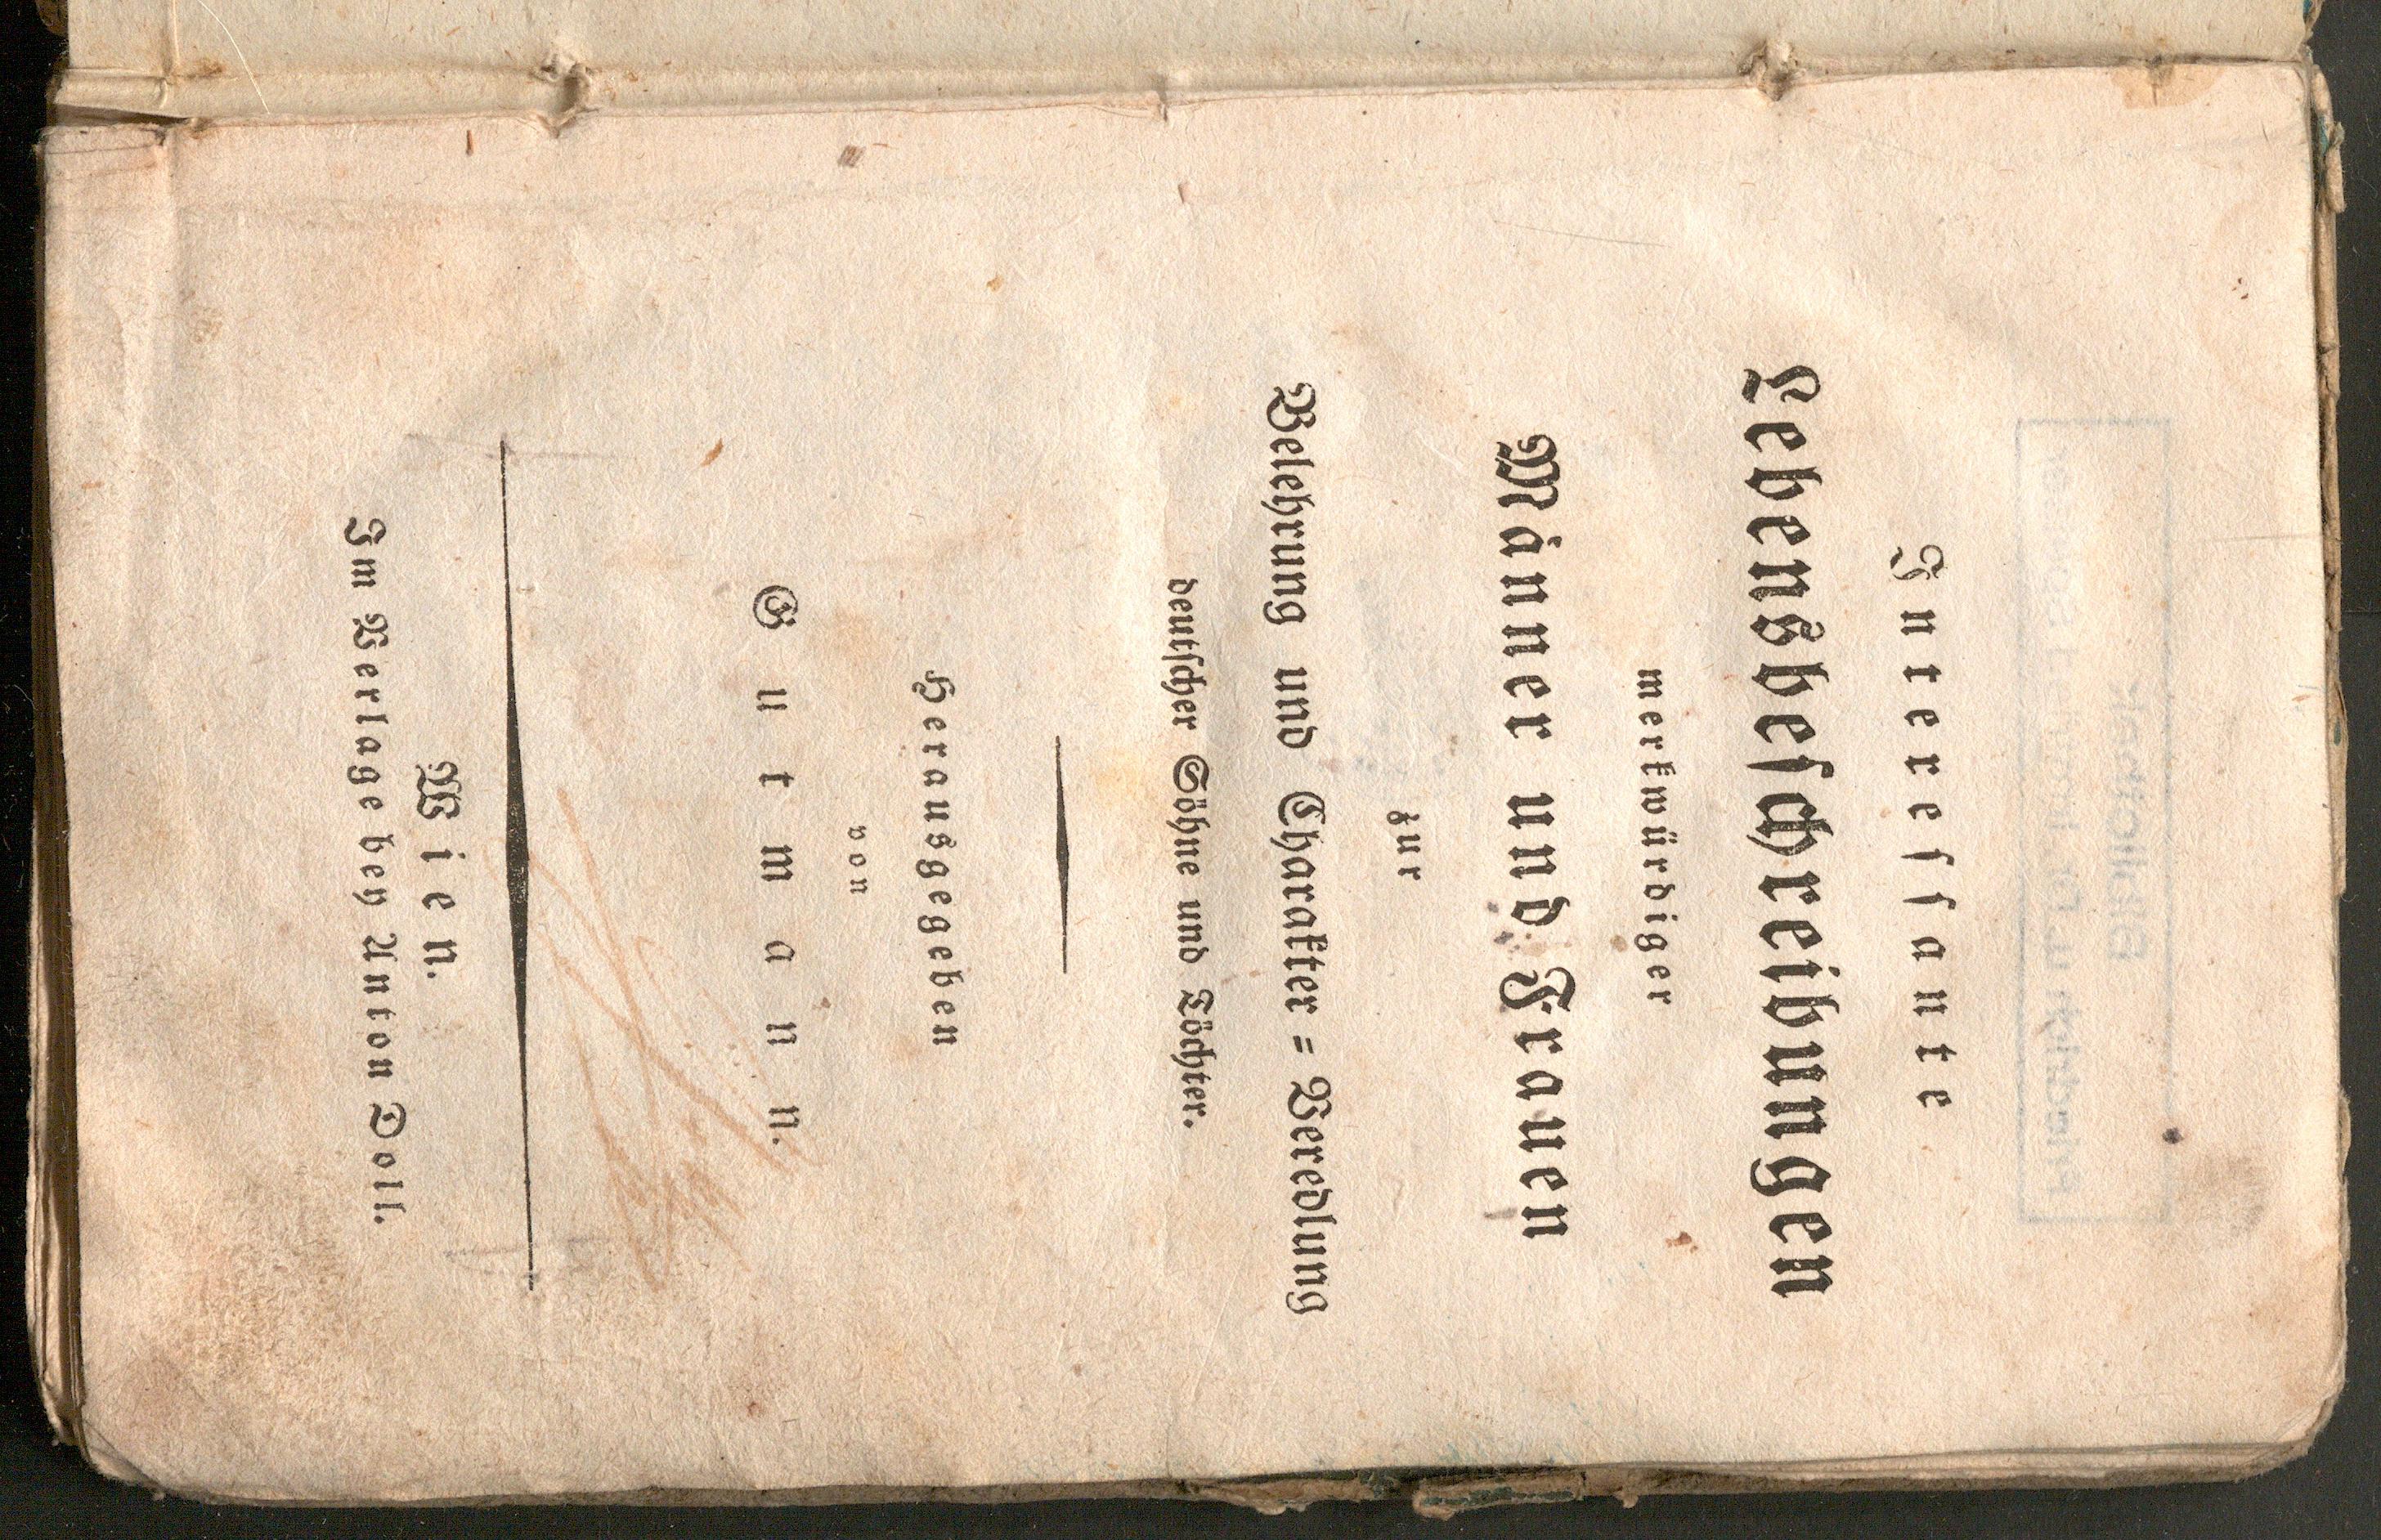 Intereſſante
Lebensbeſchreibungen
merkwürdiger
Männer und Frauen
zur
Belehrung und Charakter = Veredlung
deutſcher Söhne und Töchter.
Herausgegeben
von
Gutmann.
Wien.
Im Verlage bey Anton Doll.
Bibliothek